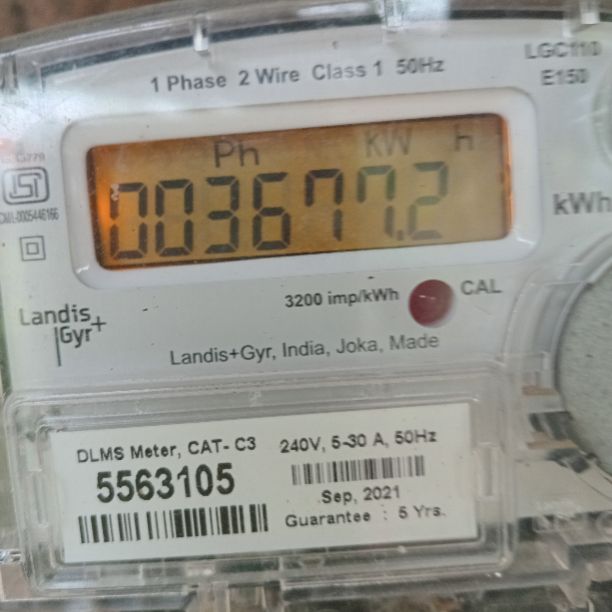 LGC110
E150
1 Phase 2 Wire Class 1 50Hz
Ph kW h
003677.2
kWh
CM/L-0005446166
3200 imp/kWh CAL
Landis
Gyr+
Landis+Gyr, India, Joka, Made
DLMS Meter, CAT- C3 240V, 5-30 A, 50Hz
5563105
Sep, 2021
Guarantee : 5 Yrs.